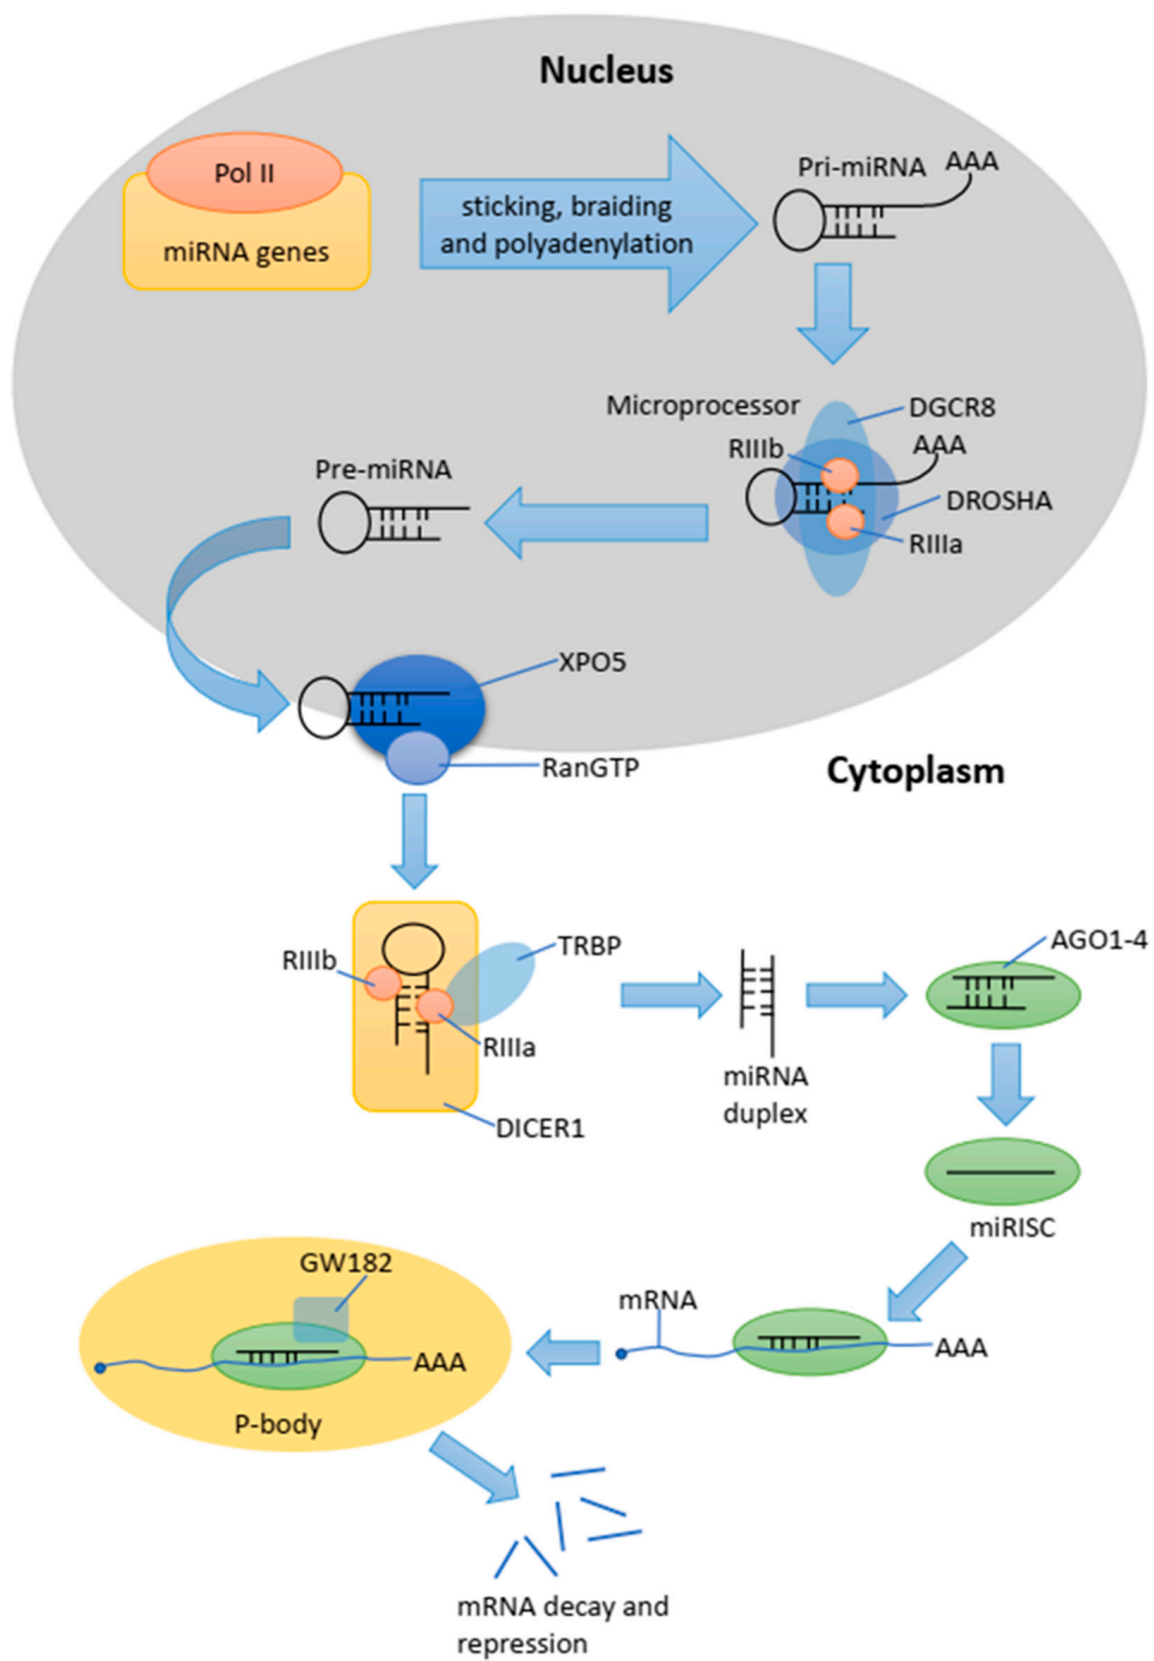 Nucleus
Pol II
miRNA genes
sticking, braiding
and polyadenylation
Pri-miRNA
AAA
Microprocessor
DGCR8
RIIIb
AAA
DROSHA
RIIIa
Pre-miRNA
XPO5
RanGTP
Cytoplasm
RIIIb
TRBP
RIIIa
DICER1
miRNA
duplex
AGO1-4
miRISC
mRNA
AAA
GW182
AAA
P-body
mRNA decay and
repression